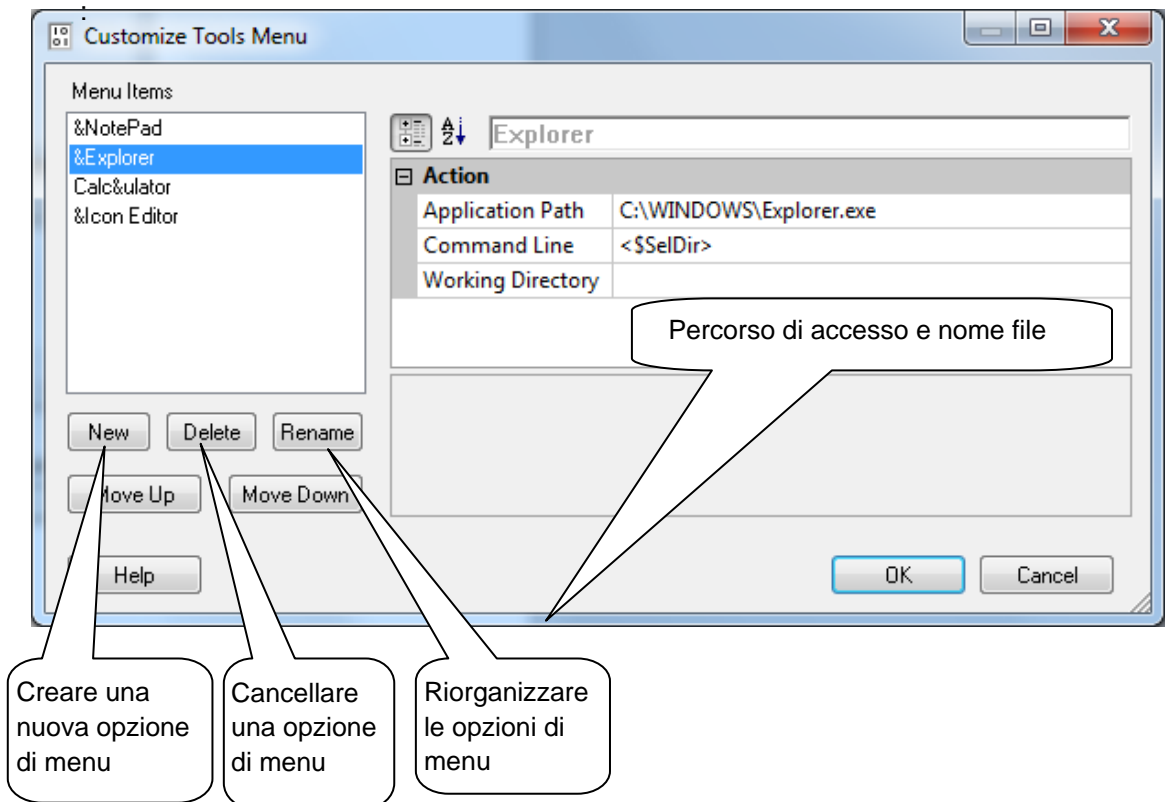 Customize Tools Menu
Menu Items
&NotePad
&Explorer
Calc&ulator
&Icon Editor
Explorer
Action
Application Path C:\WINDOWS\Explorer.exe
Command Line <$SelDir>
Working Directory
Percorso di accesso e nome file
New Delete Rename
Move Up Move Down
Help OK Cancel
Creare una
nuova opzione
di menu
Cancellare
una opzione
di menu
Riorganizzare
le opzioni di
menu